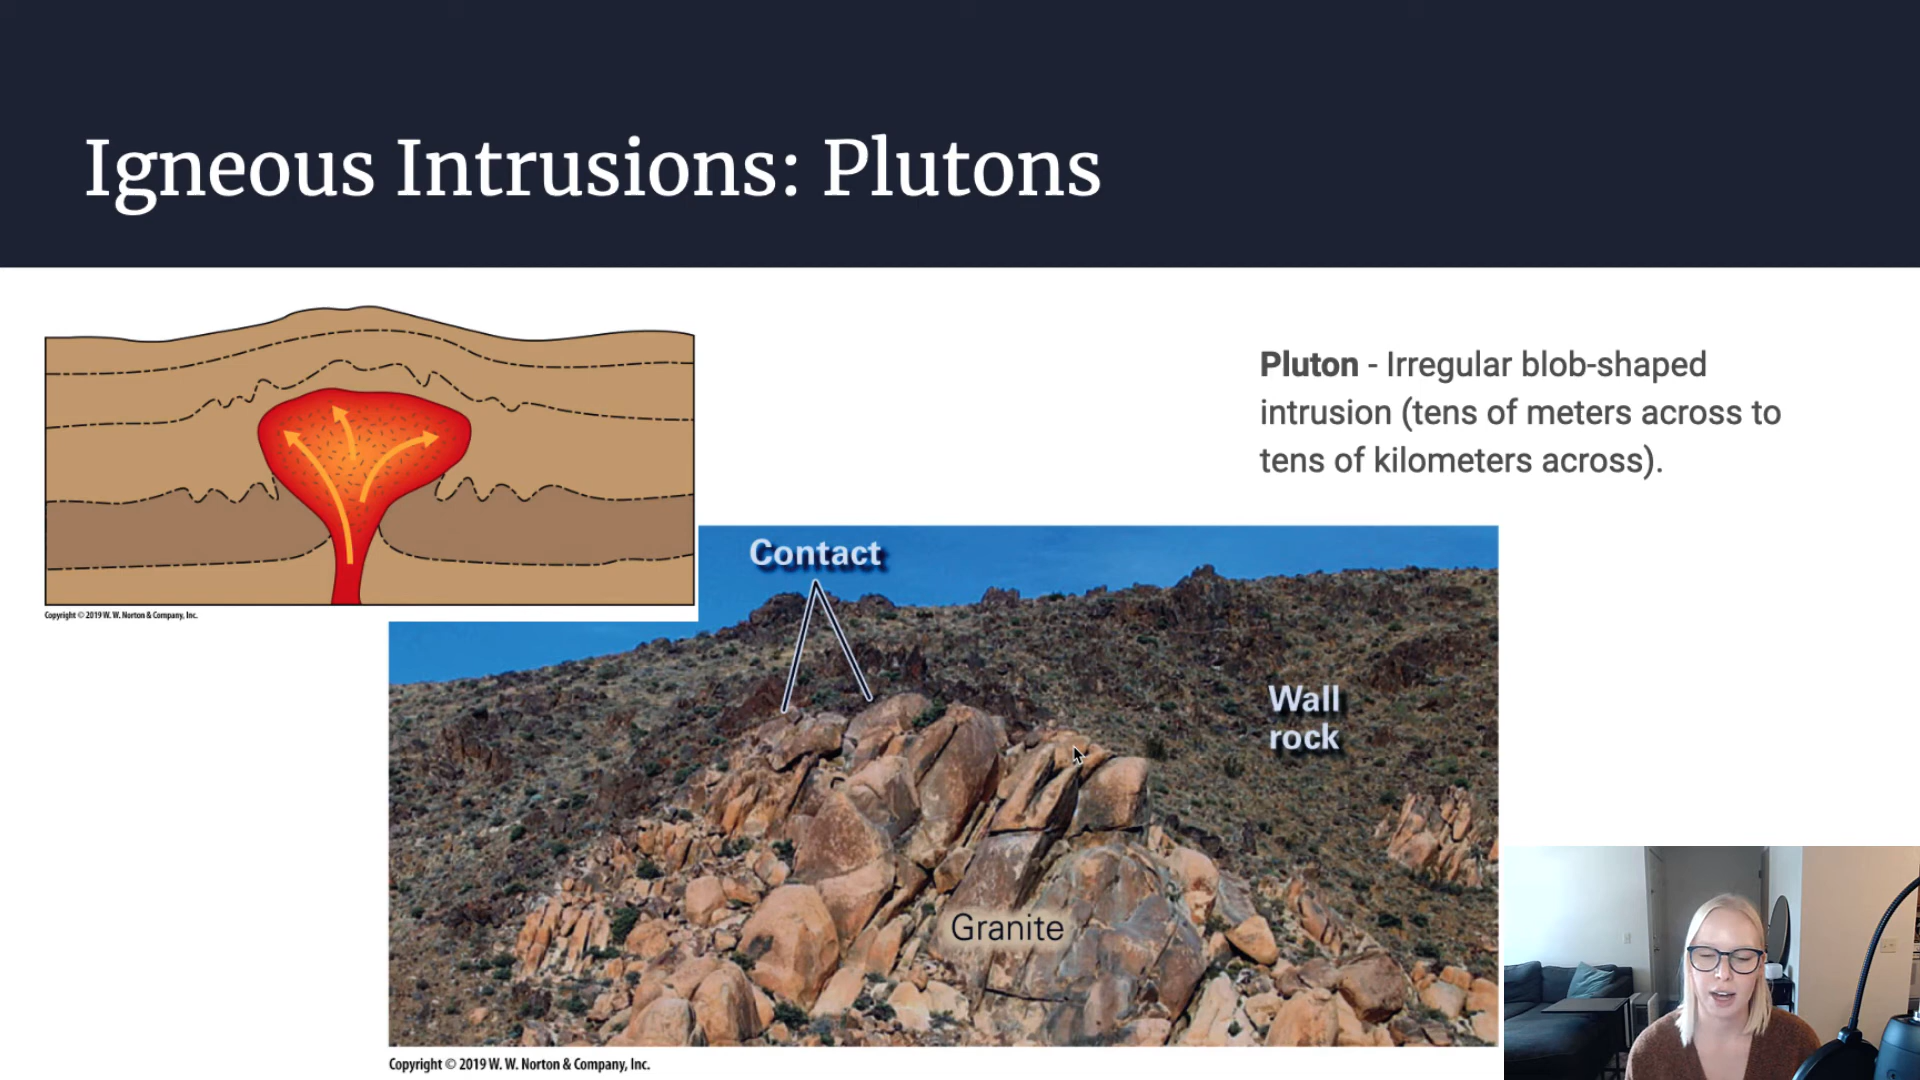 Igneous Intrusions: Plutons
Pluton - Irregular blob-shaped
intrusion (tens of meters across to
tens of kilometers across).
Copyright © 2019 W. W. Norton & Company, Inc.
Contact
Wall
rock
Granite
Copyright © 2019 W. W. Norton & Company, Inc.